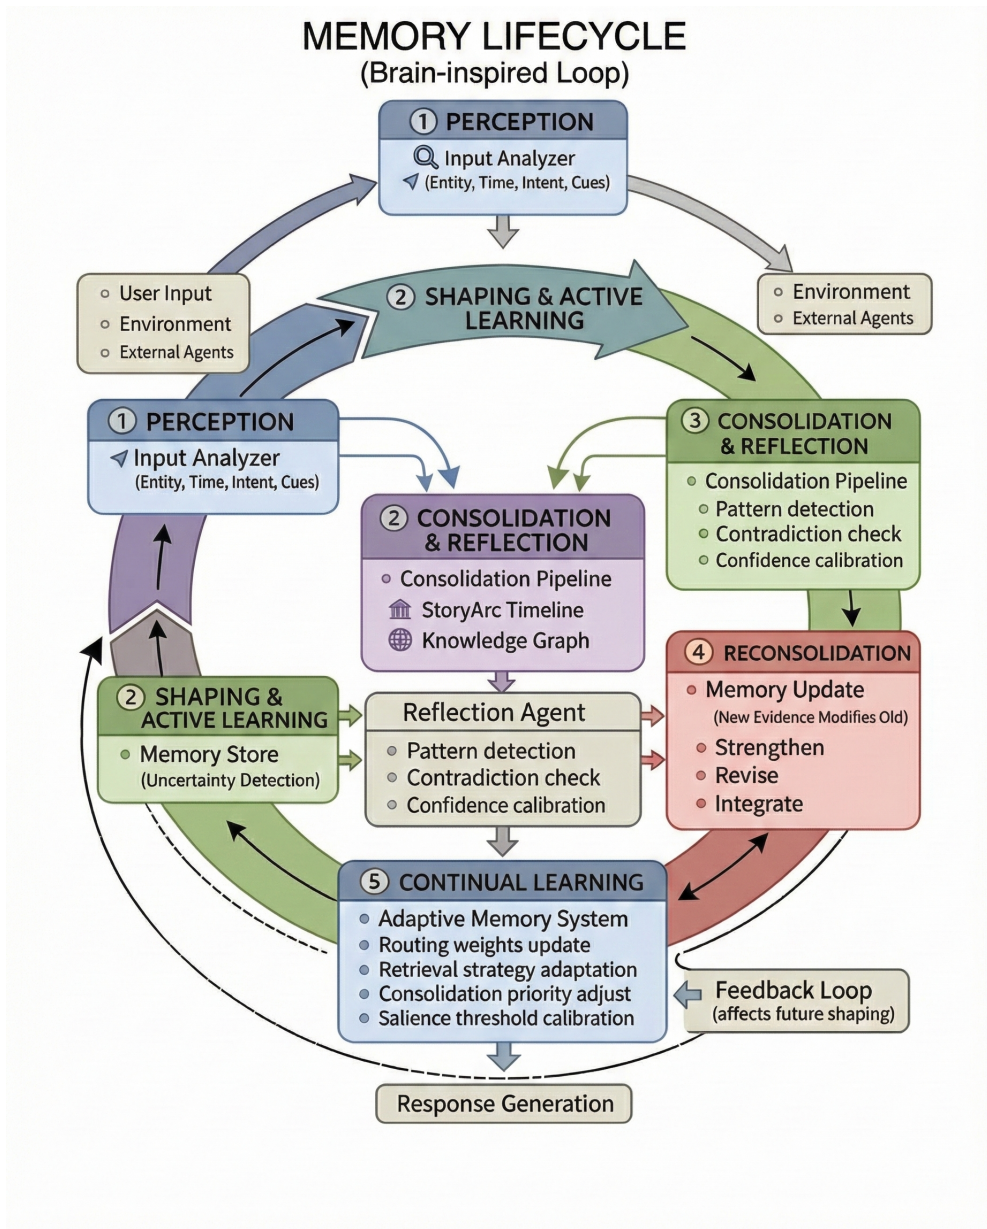 MEMORY LIFECYCLE
(Brain-inspired Loop)
1 PERCEPTION
Input Analyzer
(Entity, Time, Intent, Cues)
User Input
Environment
External Agents
2 SHAPING & ACTIVE
LEARNING
Environment
External Agents
1 PERCEPTION
Input Analyzer
(Entity, Time, Intent, Cues)
3 CONSOLIDATION
& REFLECTION
Consolidation Pipeline
Pattern detection
Contradiction check
Confidence calibration
2 CONSOLIDATION
& REFLECTION
Consolidation Pipeline
StoryArc Timeline
Knowledge Graph
2 SHAPING &
ACTIVE LEARNING
Memory Store
(Uncertainty Detection)
Reflection Agent
Pattern detection
Contradiction check
Confidence calibration
4 RECONSOLIDATION
Memory Update
(New Evidence Modifies Old)
Strengthen
Revise
Integrate
5 CONTINUAL LEARNING
Adaptive Memory System
Routing weights update
Retrieval strategy adaptation
Consolidation priority adjust
Salience threshold calibration
Feedback Loop
(affects future shaping)
Response Generation